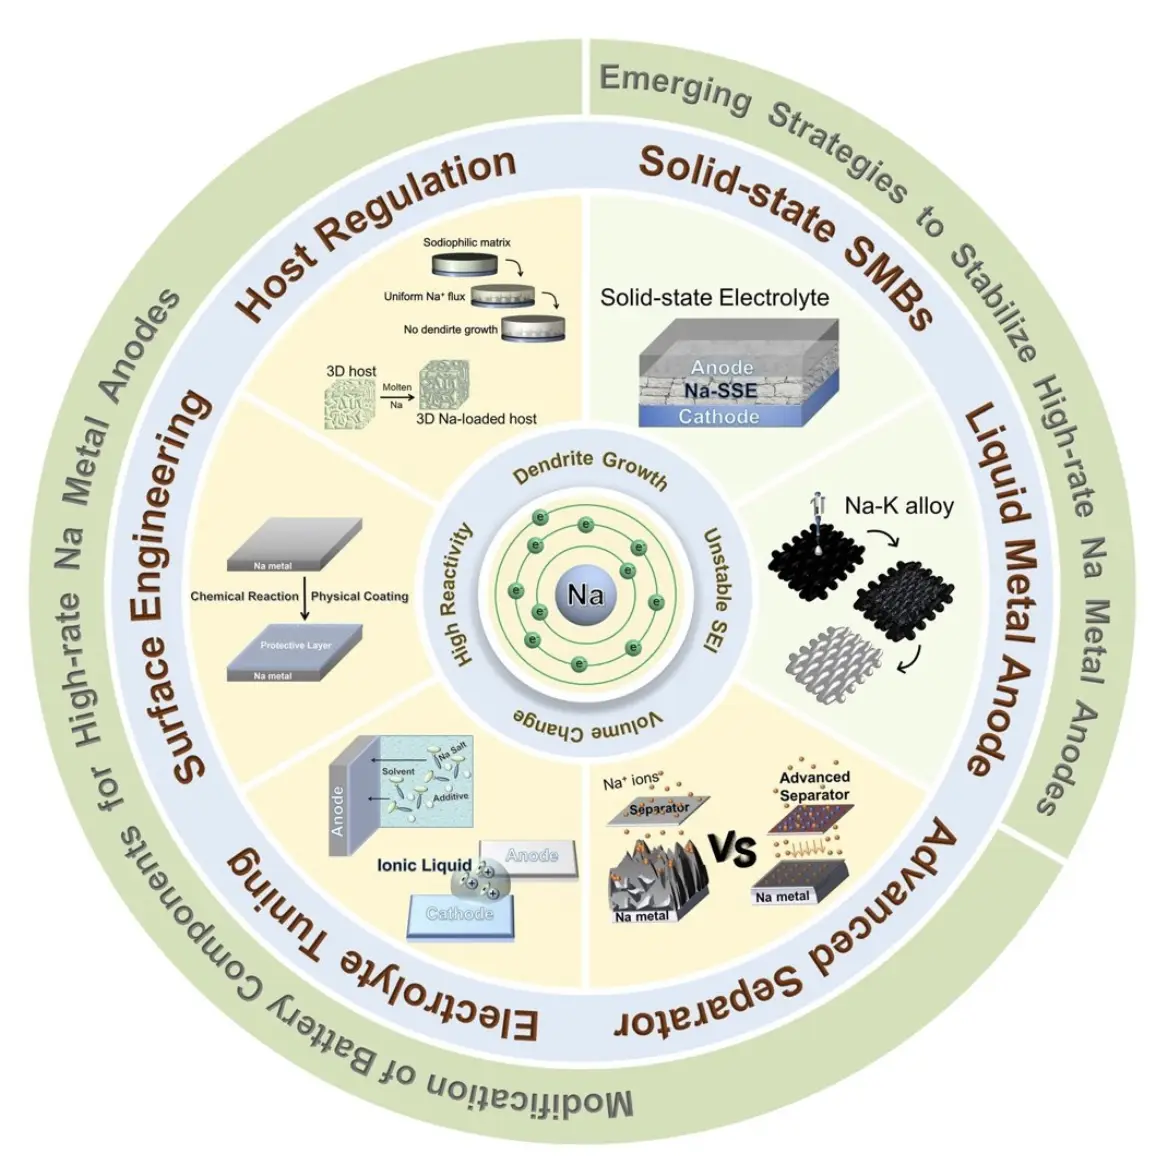 Emerging Strategies to Stabilize High-rate Na Metal Anodes
Modification of Battery Components for High-rate Na Metal Anodes
Host Regulation
Sodiophilic matrix
Uniform Na⁺ flux
No dendirte growth
3D host
Molten
Na
3D Na-loaded host
Solid-state SMBs
Solid-state Electrolyte
Anode
Na-SSE
Cathode
Liquid Metal Anode
Na-K alloy
Advanced Separator
Na⁺ ions
Separator
Na metal
VS
Advanced
Separator
Na metal
Electrolyte Tuning
Anode
Solvent
Na Salt
Additive
Ionic Liquid
Anode
Cathode
Surface Engineering
Na metal
Chemical Reaction
Physical Coating
Protective Layer
Na metal
Dendrite Growth
Unstable SEI
Volume Change
High Reactivity
Na
e⁻
e⁻
e⁻
e⁻
e⁻
e⁻
e⁻
e⁻
e⁻
e⁻
e⁻